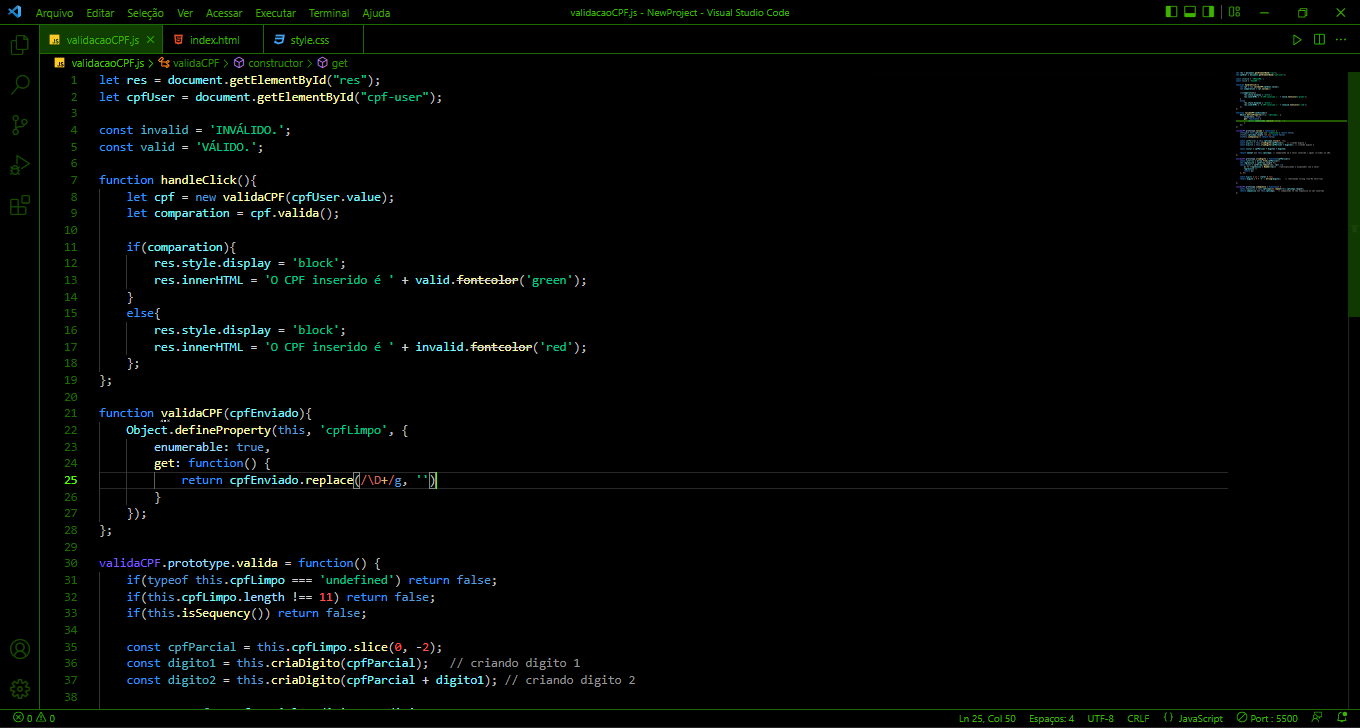 Arquivo Editar Seleção Ver Acessar Executar Terminal Ajuda validacaoCPF.js - NewProject - Visual Studio Code
JS validacaoCPF.js index.html style.css
JS validacaoCPF.js > validaCPF > constructor > get
1 let res = document.getElementById("res");
2 let cpfUser = document.getElementById("cpf-user");
3
4 const invalid = 'INVÁLIDO.';
5 const valid = 'VÁLIDO.';
6
7 function handleClick(){
8 let cpf = new validaCPF(cpfUser.value);
9 let comparation = cpf.valida();
10
11 if(comparation){
12 res.style.display = 'block';
13 res.innerHTML = 'O CPF inserido é ' + valid.fontcolor('green');
14 }
15 else{
16 res.style.display = 'block';
17 res.innerHTML = 'O CPF inserido é ' + invalid.fontcolor('red');
18 };
19 };
20
21 function validaCPF(cpfEnviado){
22 Object.defineProperty(this, 'cpfLimpo', {
23 enumerable: true,
24 get: function() {
25 return cpfEnviado.replace(/\D+/g, '')
26 }
27 });
28 };
29
30 validaCPF.prototype.valida = function() {
31 if(typeof this.cpfLimpo === 'undefined') return false;
32 if(this.cpfLimpo.length !== 11) return false;
33 if(this.isSequency()) return false;
34
35 const cpfParcial = this.cpfLimpo.slice(0, -2);
36 const digito1 = this.criaDigito(cpfParcial); // criando digito 1
37 const digito2 = this.criaDigito(cpfParcial + digito1); // criando digito 2
38
0 0 Ln 25, Col 50 Espaços: 4 UTF-8 CRLF {} JavaScript Port : 5500